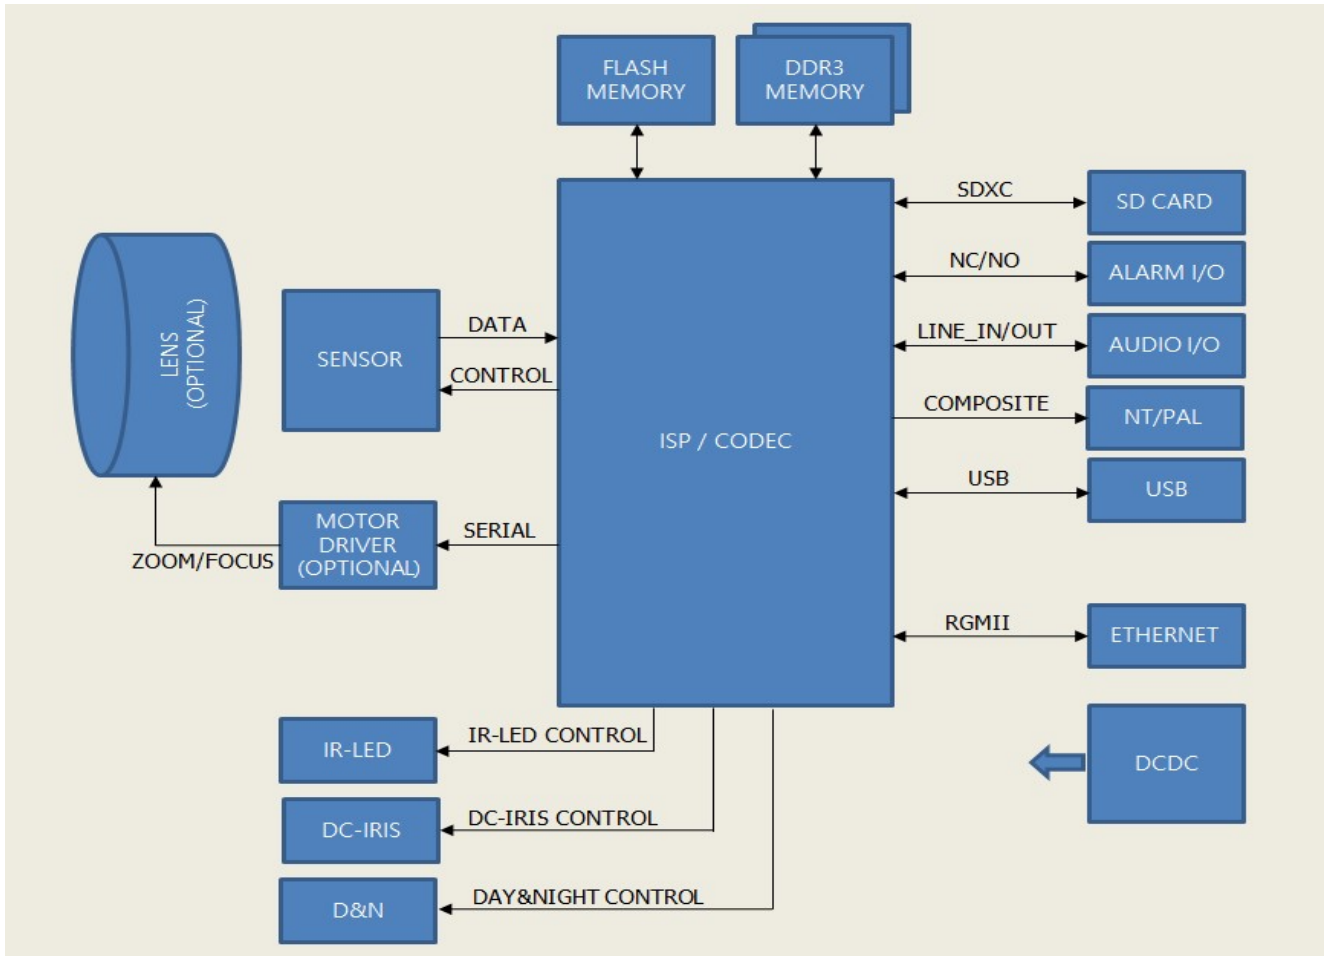 FLASH
MEMORY
DDR3
MEMORY
SDXC
SD CARD
NC/NO
ALARM I/O
LENS
(OPTIONAL)
SENSOR
DATA
CONTROL
LINE_IN/OUT
AUDIO I/O
COMPOSITE
NT/PAL
ISP / CODEC
USB
USB
MOTOR
DRIVER
(OPTIONAL)
SERIAL
ZOOM/FOCUS
RGMII
ETHERNET
IR-LED
IR-LED CONTROL
DCDC
DC-IRIS
DC-IRIS CONTROL
D&N
DAY&NIGHT CONTROL